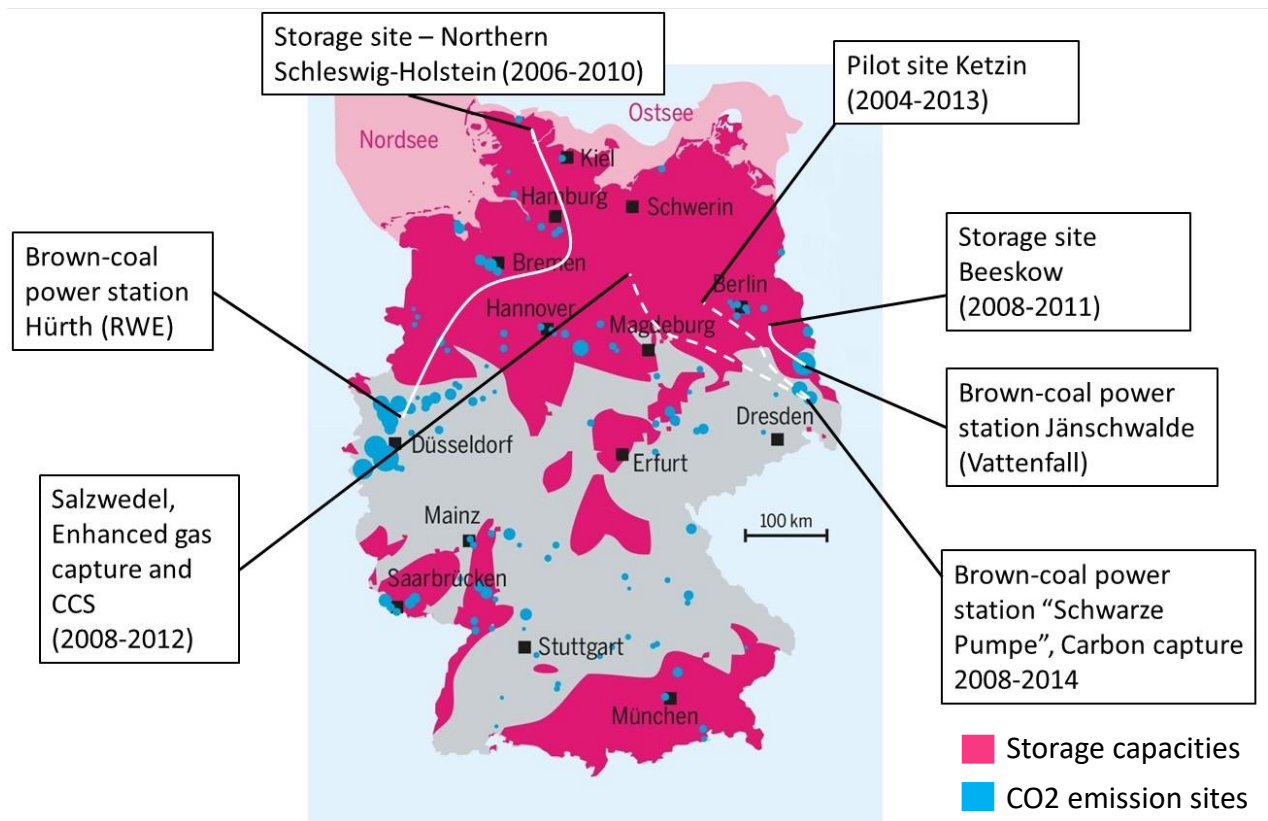 Storage site – Northern
Schleswig-Holstein (2006-2010)
Pilot site Ketzin
(2004-2013)
Ostsee
Nordsee
Kiel
Hamburg
Schwerin
Brown-coal
power station
Hürth (RWE)
Storage site
Beeskow
(2008-2011)
Bremen
Berlin
Hannover
Magdeburg
Brown-coal power
station Jänschwalde
(Vattenfall)
Dresden
Düsseldorf
Erfurt
Salzwedel,
Enhanced gas
capture and
CCS
(2008-2012)
Mainz
100 km
Saarbrücken
Brown-coal power
station “Schwarze
Pumpe”, Carbon capture
2008-2014
Stuttgart
München
Storage capacities
CO2 emission sites